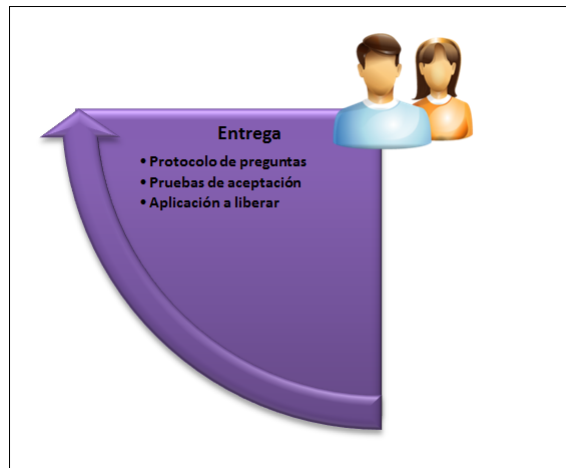 Entrega
• Protocolo de preguntas
• Pruebas de aceptación
• Aplicación a liberar